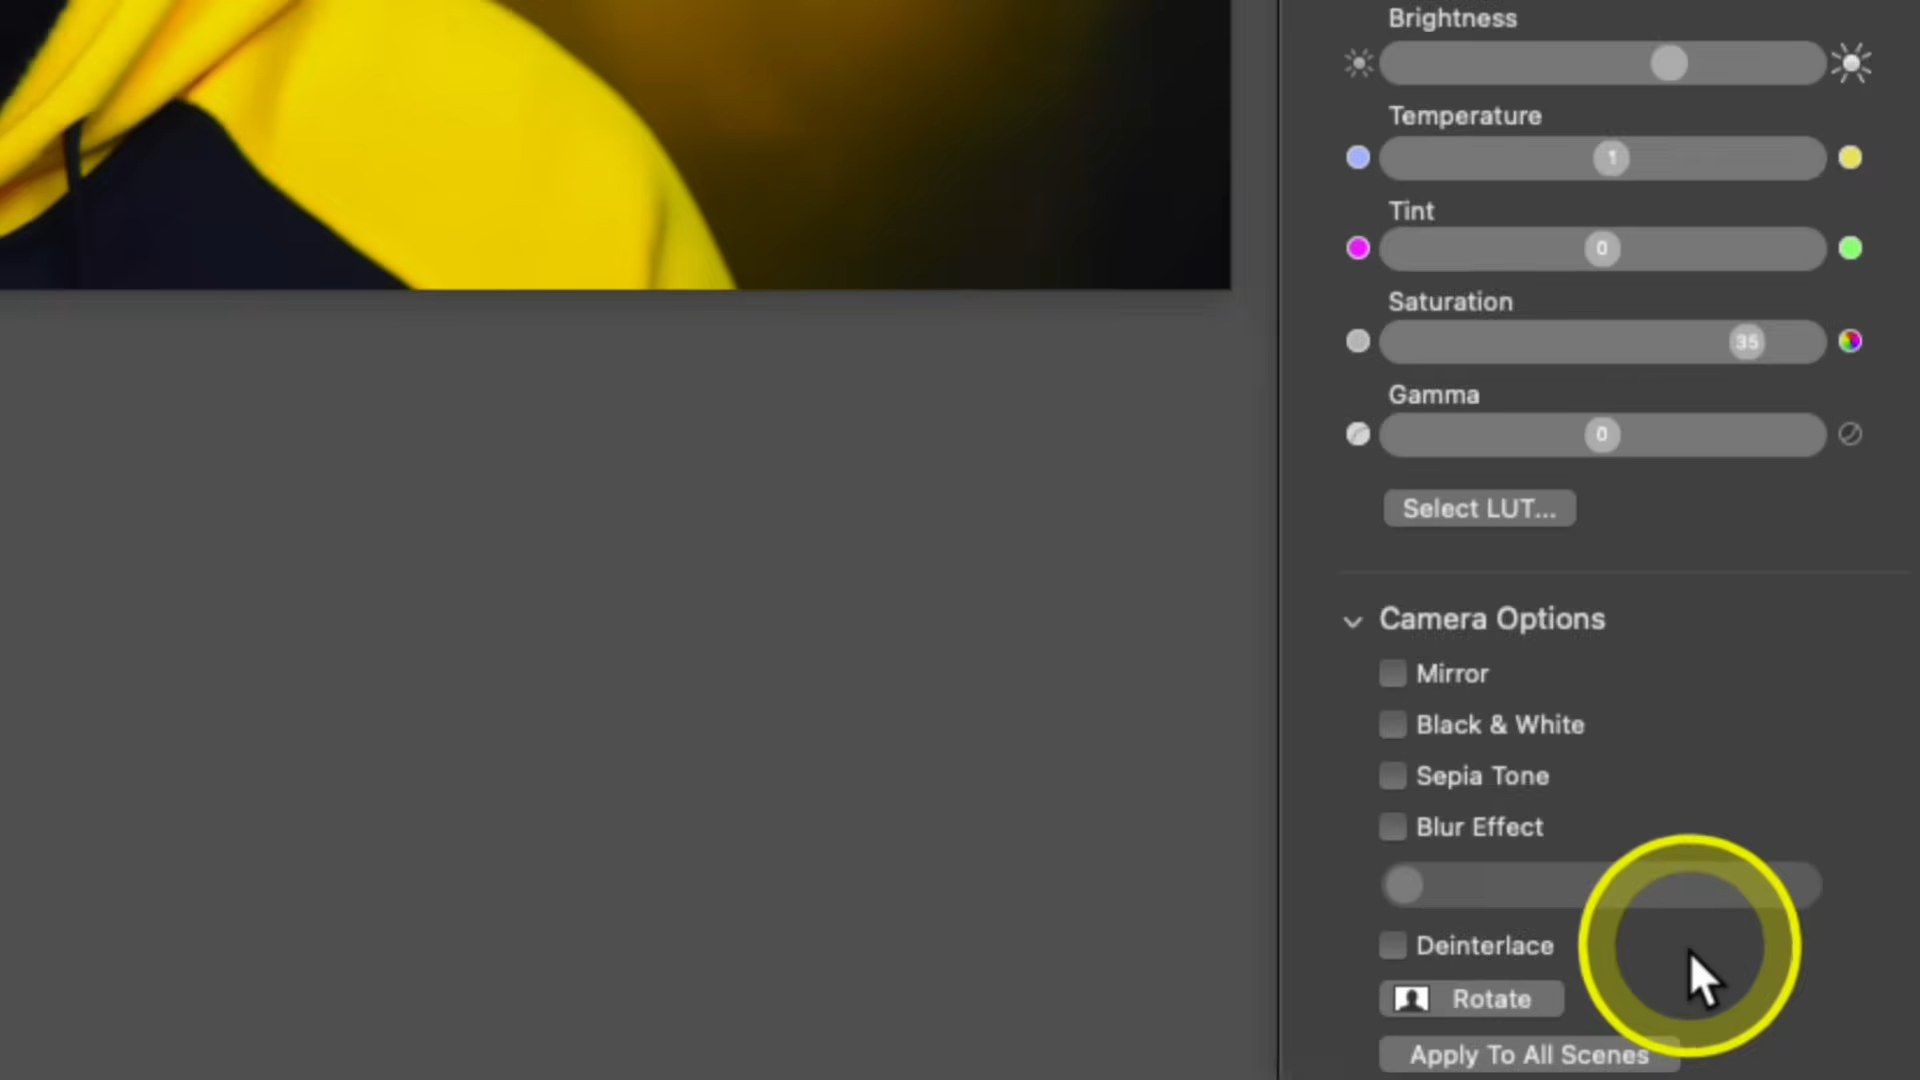 Brightness
Temperature
1
Tint
0
Saturation
35
Gamma
0
Select LUT...
Camera Options
Mirror
Black & White
Sepia Tone
Blur Effect
Deinterlace
Rotate
Apply To All Scenes